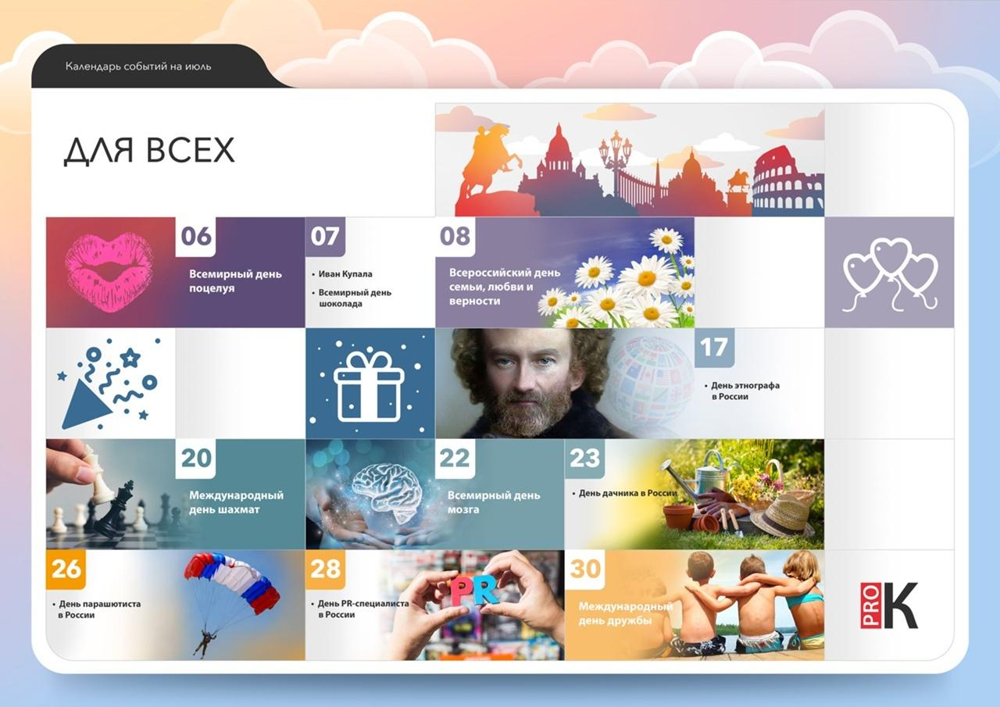 Календарь событий на июль
ДЛЯ ВСЕХ
06
Всемирный день
поцелуя
07
• Иван Купала
• Всемирный день
шоколада
08
Всероссийский день
семьи, любви и
верности
17
• День этнографа
в России
20
Международный
день шахмат
22
Всемирный день
мозга
23
• День дачника в России
26
• День парашютиста
в России
28
• День PR-специалиста
в России
PR
30
Международный
день дружбы
PRO К